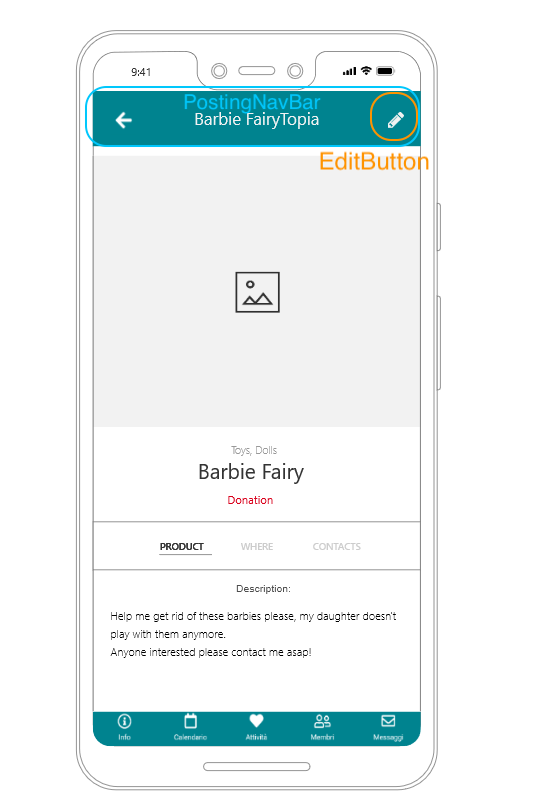 9:41
PostingNavBar
Barbie FairyTopia
EditButton
Toys, Dolls
Barbie Fairy
Donation
PRODUCT WHERE CONTACTS
Description:
Help me get rid of these barbies please, my daughter doesn't
play with them anymore.
Anyone interested please contact me asap!
Info Calendario Attività Membri Messaggi